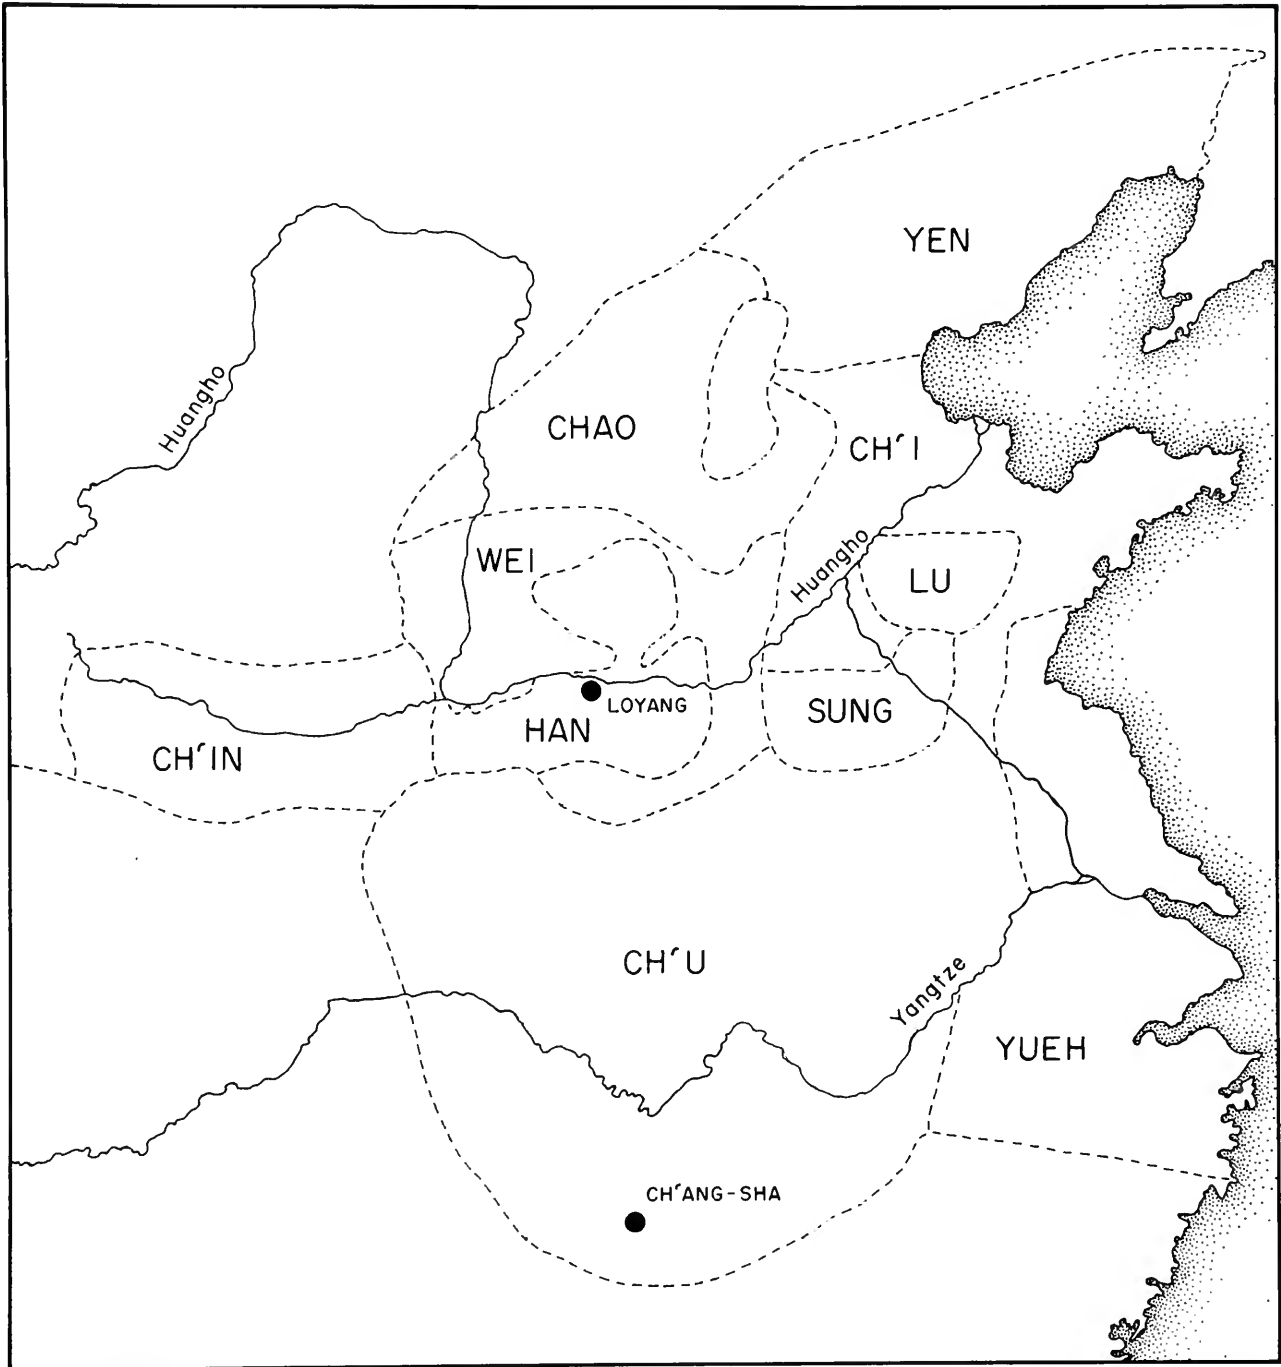 YEN
Huangho
CHAO
CH'I
WEI
Huangho
LU
LOYANG
SUNG
HAN
CH'IN
CH'U
Yangtze
YUEH
CH'ANG-SHA